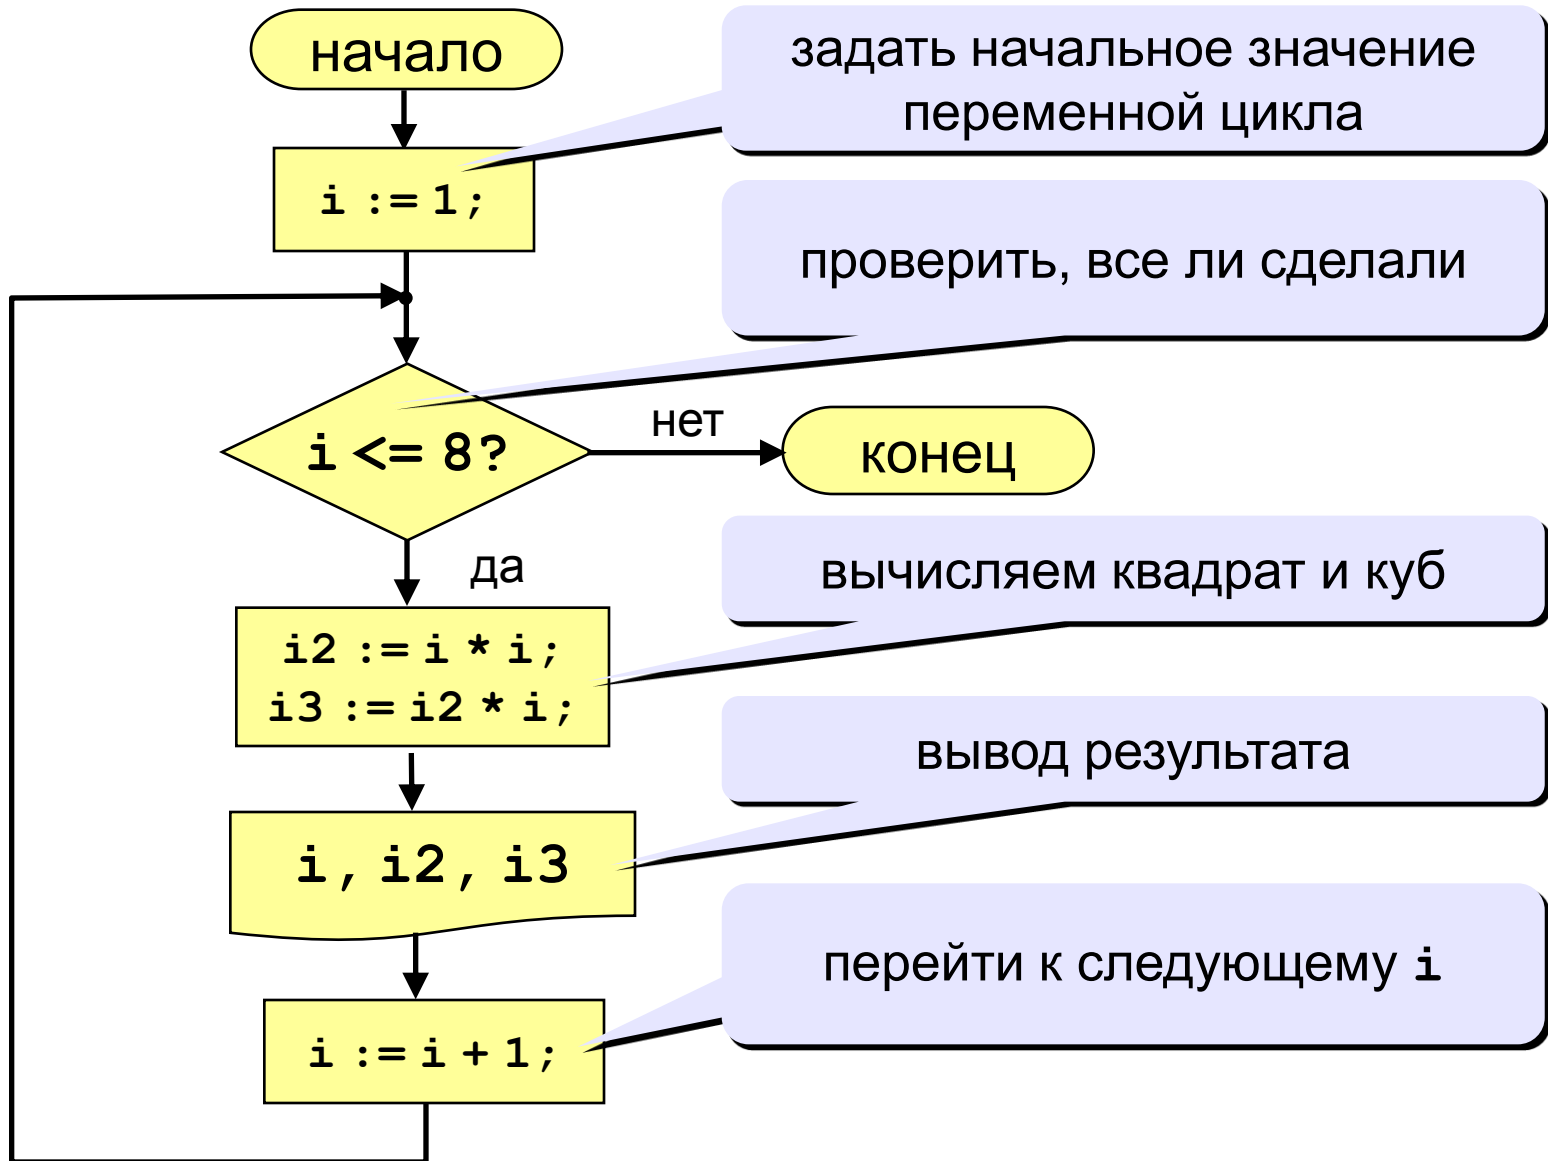 начало
задать начальное значение
переменной цикла
i := 1;
проверить, все ли сделали
i <= 8?
нет
конец
да
вычисляем квадрат и куб
i2 := i * i;
i3 := i2 * i;
вывод результата
i, i2, i3
перейти к следующему i
i := i + 1;